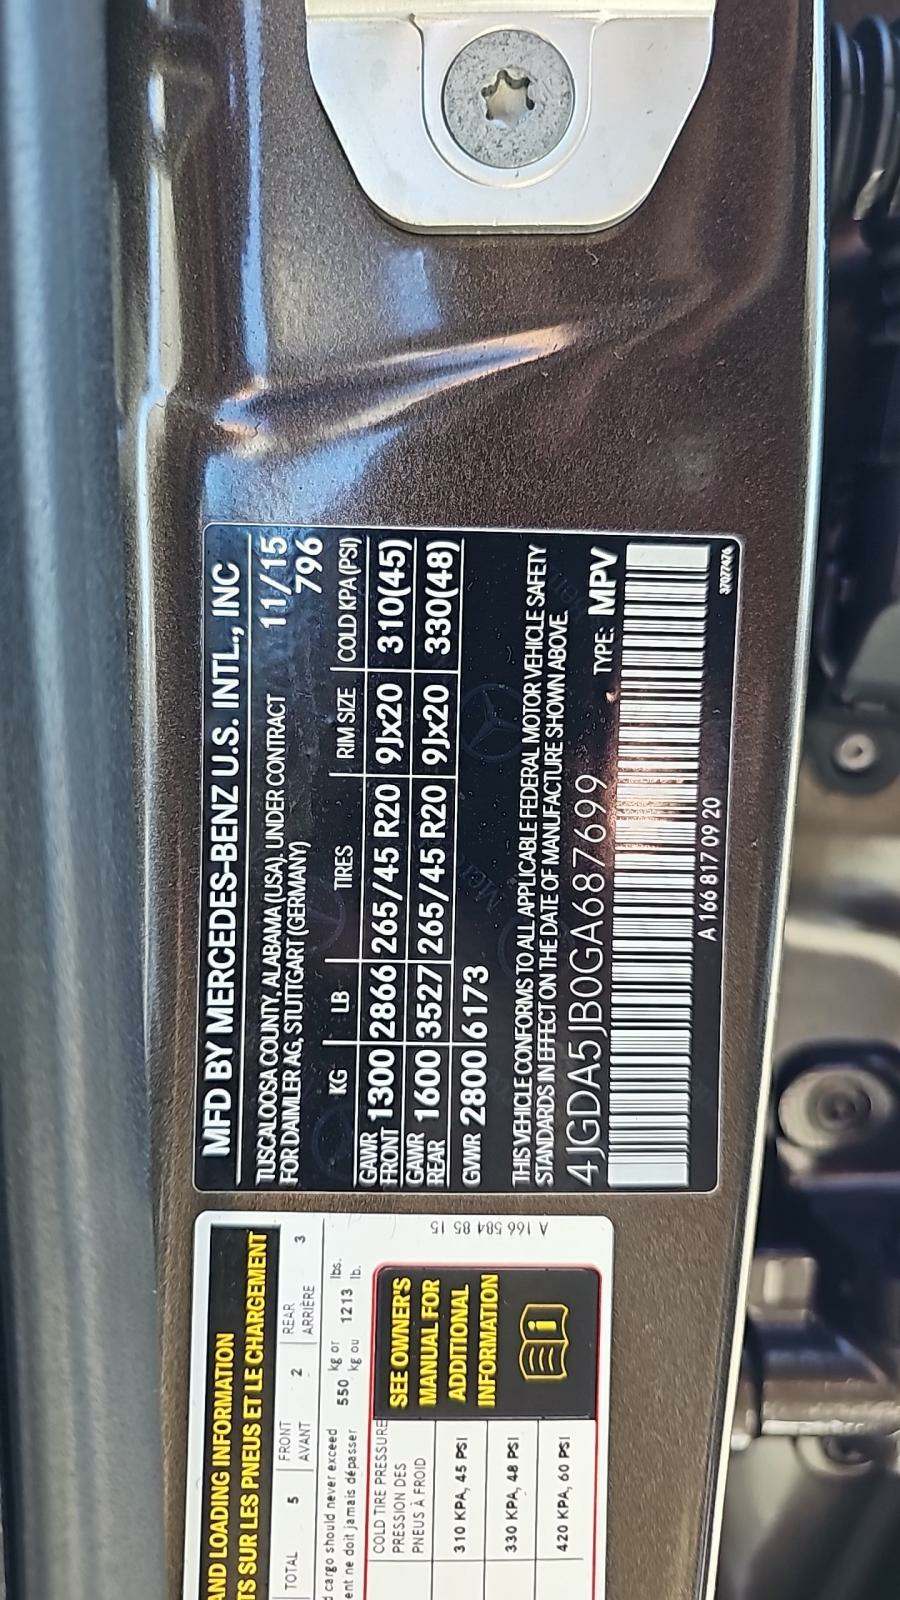 MFD BY MERCEDES-BENZ U.S. INTL., INC
TUSCALOOSA COUNTY, ALABAMA (USA), UNDER CONTRACT 11/15
FOR DAIMLER AG, STUTTGART (GERMANY) 796
KG LB TIRES RIM SIZE COLD KPA (PSI)
GAWR FRONT 1300 2866 265/45 R20 9Jx20 310(45)
GAWR REAR 1600 3527 265/45 R20 9Jx20 330(48)
GVWR 2800 6173
THIS VEHICLE CONFORMS TO ALL APPLICABLE FEDERAL MOTOR VEHICLE SAFETY
STANDARDS IN EFFECT ON THE DATE OF MANUFACTURE SHOWN ABOVE.
4JGDA5JB0GA687699 TYPE: MPV
A 166 817 09 20
AND LOADING INFORMATION
TS SUR LES PNEUS ET LE CHARGEMENT
TOTAL 5 FRONT 2 REAR 3
AVANT ARRIÈRE
cargo should never exceed 550 kg or 1213 lbs.
ent ne doit jamais dépasser kg ou lb.
COLD TIRE PRESSURE
PRESSION DES
PNEUS À FROID
310 KPA, 45 PSI
330 KPA, 48 PSI
420 KPA, 60 PSI
SEE OWNER'S
MANUAL FOR
ADDITIONAL
INFORMATION
A 166 584 85 15